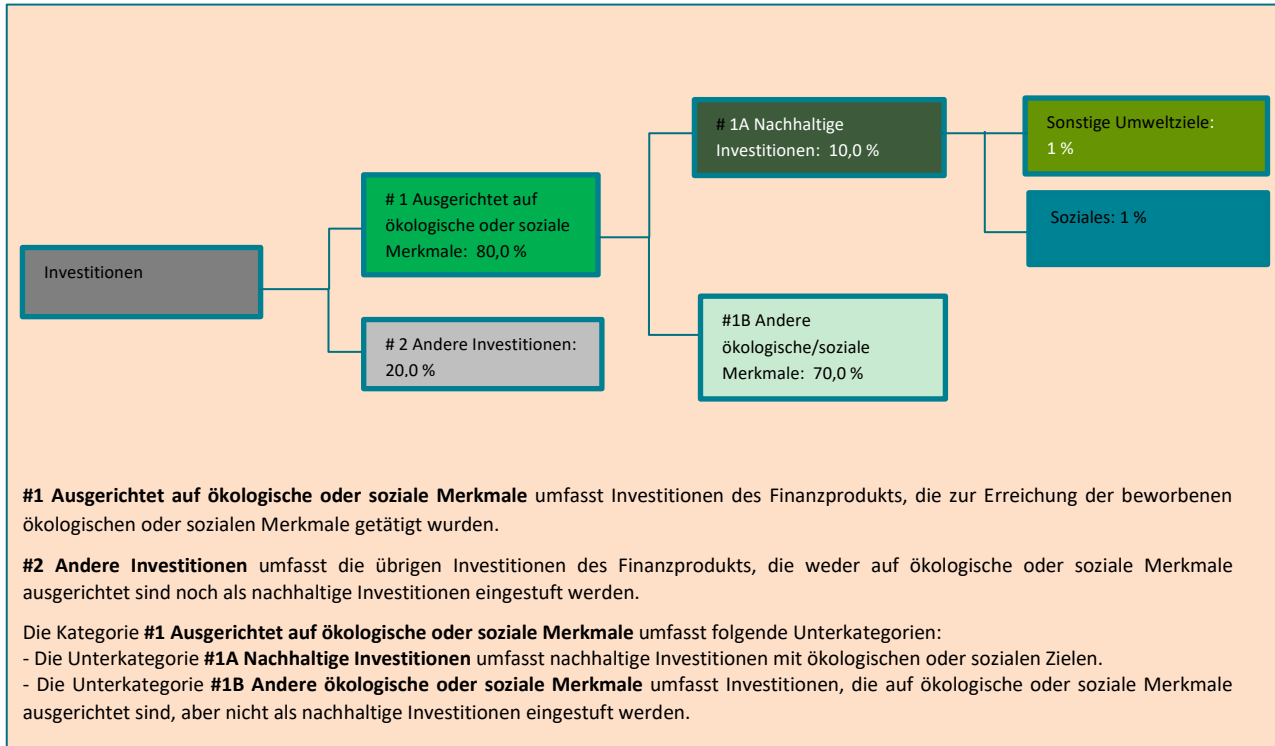 Investitionen
# 1 Ausgerichtet auf
ökologische oder soziale
Merkmale: 80,0 %
# 2 Andere Investitionen:
20,0 %
# 1A Nachhaltige
Investitionen: 10,0 %
#1B Andere
ökologische/soziale
Merkmale: 70,0 %
Sonstige Umweltziele:
1 %
Soziales: 1 %
#1 Ausgerichtet auf ökologische oder soziale Merkmale umfasst Investitionen des Finanzprodukts, die zur Erreichung der beworbenen
ökologischen oder sozialen Merkmale getätigt wurden.
#2 Andere Investitionen umfasst die übrigen Investitionen des Finanzprodukts, die weder auf ökologische oder soziale Merkmale
ausgerichtet sind noch als nachhaltige Investitionen eingestuft werden.
Die Kategorie #1 Ausgerichtet auf ökologische oder soziale Merkmale umfasst folgende Unterkategorien:
- Die Unterkategorie #1A Nachhaltige Investitionen umfasst nachhaltige Investitionen mit ökologischen oder sozialen Zielen.
- Die Unterkategorie #1B Andere ökologische oder soziale Merkmale umfasst Investitionen, die auf ökologische oder soziale Merkmale
ausgerichtet sind, aber nicht als nachhaltige Investitionen eingestuft werden.